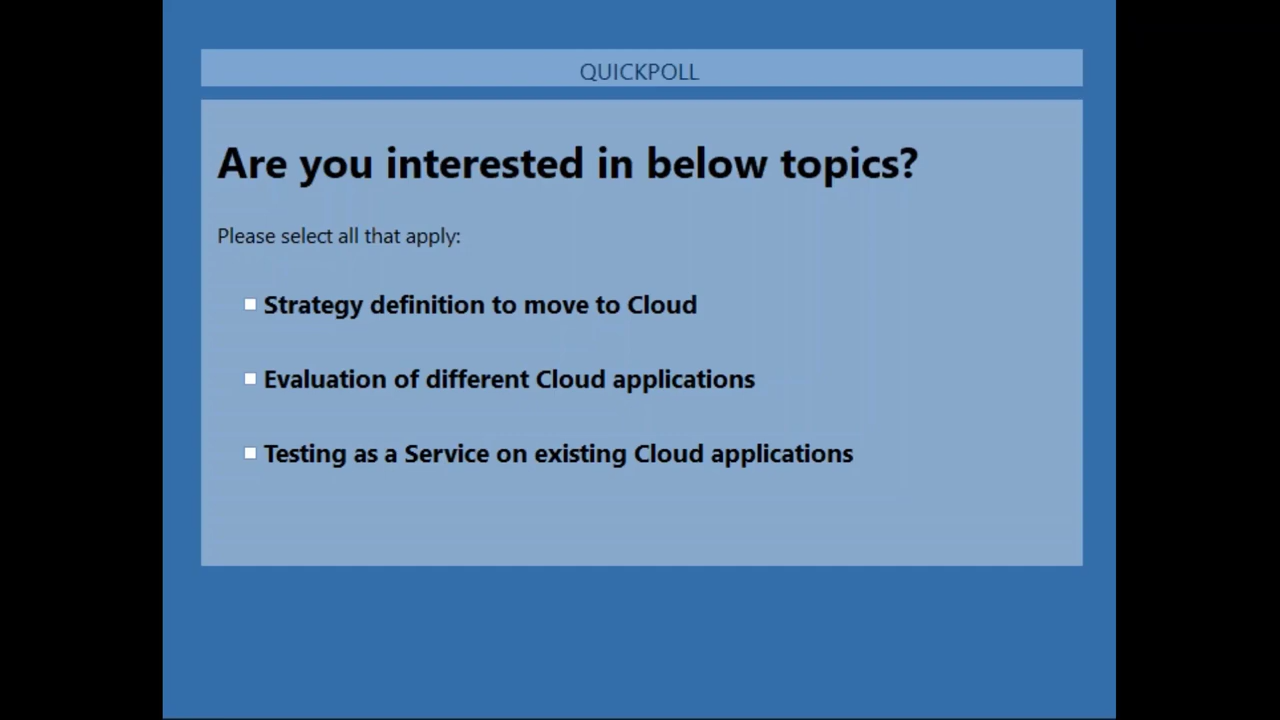 QUICKPOLL
Are you interested in below topics?
Please select all that apply:
Strategy definition to move to Cloud
Evaluation of different Cloud applications
Testing as a Service on existing Cloud applications